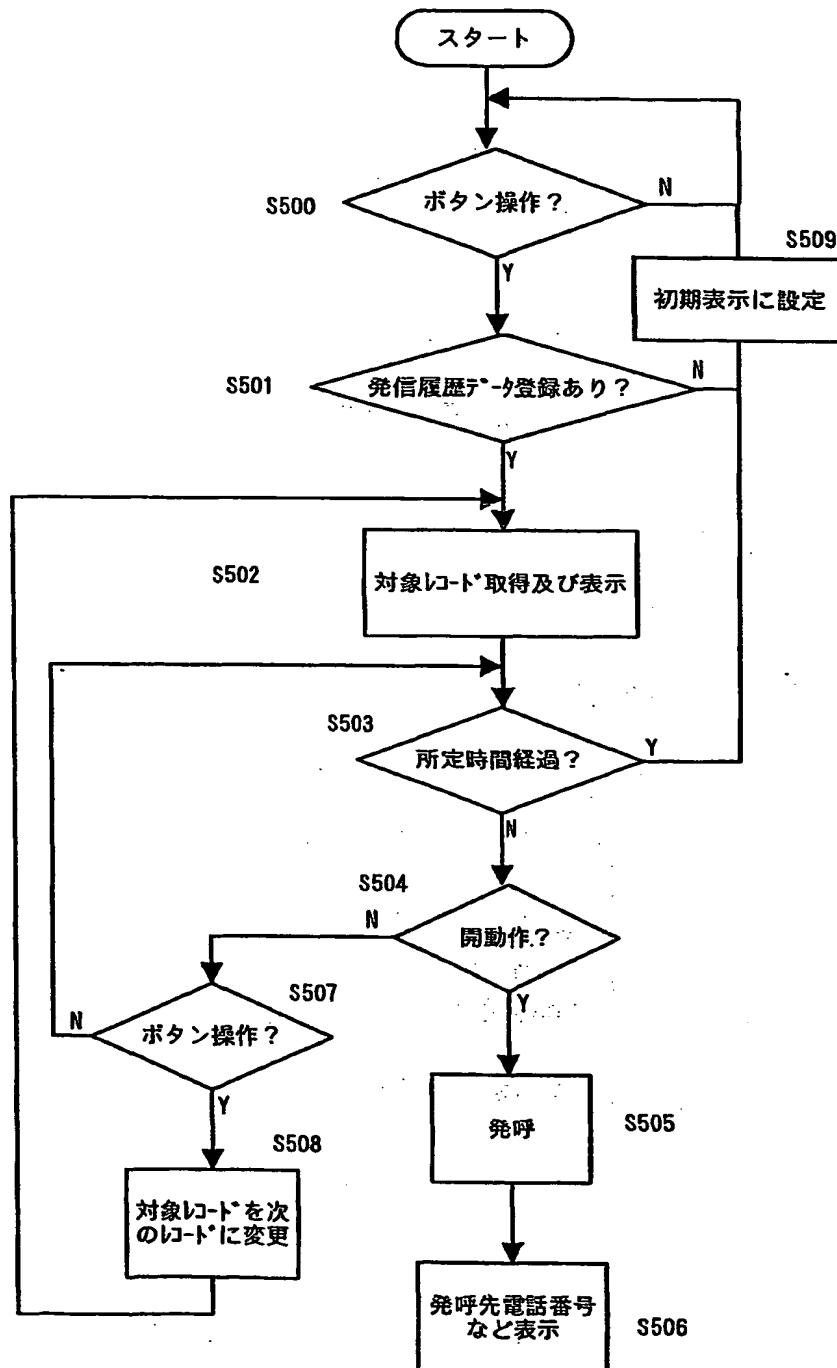 スタート
S500
ボタン操作?
N
Y
S509
初期表示に設定
S501
発信履歴データ登録あり?
N
Y
S502
対象レコード取得及び表示
S503
所定時間経過?
Y
N
S504
開動作?
N
Y
S507
ボタン操作?
N
Y
S505
発呼
S508
対象レコードを次
のレコードに変更
S506
発呼先電話番号
など表示